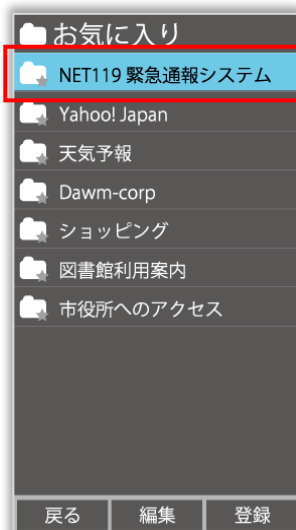 お気に入り
NET119 緊急通報システム
Yahoo! Japan
天気予報
Dawm-corp
ショッピング
図書館利用案内
市役所へのアクセス
戻る 編集 登録